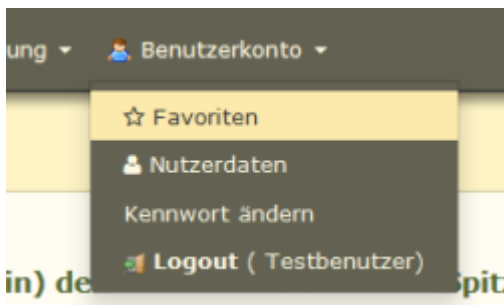 ung Benutzerkonto
Favoriten
Nutzerdaten
Kennwort ändern
Logout ( Testbenutzer)
in) de Spit